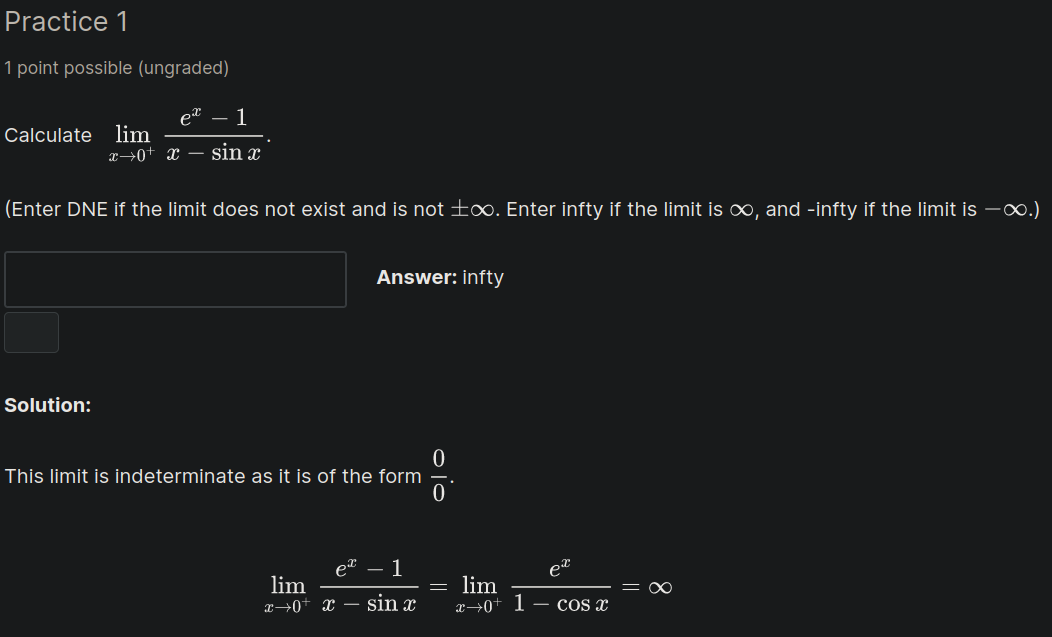 Practice 1
1 point possible (ungraded)
Calculate $\lim_{x \to 0^+} \frac{e^x - 1}{x - \sin x}$.
(Enter DNE if the limit does not exist and is not $\pm\infty$. Enter infty if the limit is $\infty$, and -infty if the limit is $-\infty$.)
Answer: infty
Solution:
This limit is indeterminate as it is of the form $\frac{0}{0}$.
$\lim_{x \to 0^+} \frac{e^x - 1}{x - \sin x} = \lim_{x \to 0^+} \frac{e^x}{1 - \cos x} = \infty$